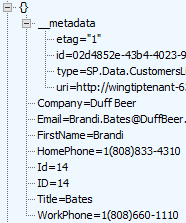 {}
__metadata
etag="1"
id=02d4852e-43b4-4023-9
type=SP.Data.CustomersLi
uri=http://wingtiptenant-63
Company=Duff Beer
Email=Brandi.Bates@DuffBeer.
FirstName=Brandi
HomePhone=1(808)833-4310
Id=14
ID=14
Title=Bates
WorkPhone=1(808)660-1110